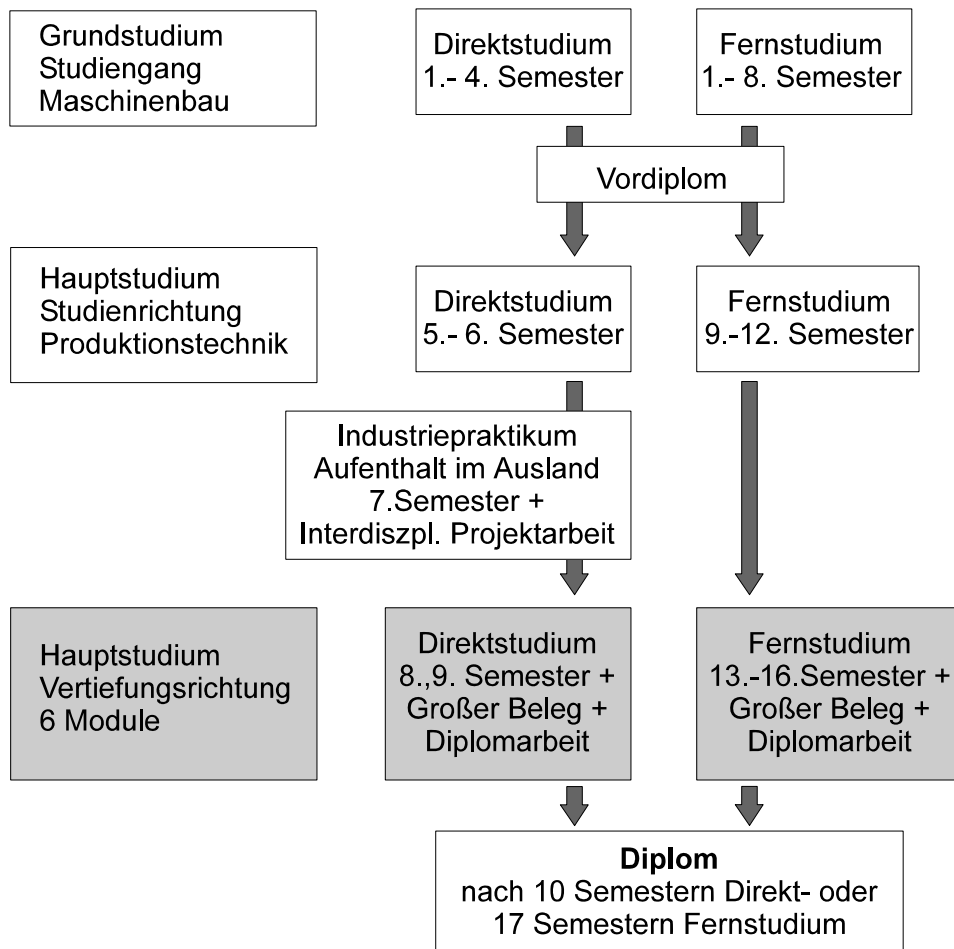 Grundstudium
Studiengang
Maschinenbau
Direktstudium
1.- 4. Semester
Fernstudium
1.- 8. Semester
Vordiplom
Hauptstudium
Studienrichtung
Produktionstechnik
Direktstudium
5.- 6. Semester
Fernstudium
9.-12. Semester
Industriepraktikum
Aufenthalt im Ausland
7.Semester +
Interdiszpl. Projektarbeit
Hauptstudium
Vertiefungsrichtung
6 Module
Direktstudium
8.,9. Semester +
Großer Beleg +
Diplomarbeit
Fernstudium
13.-16.Semester +
Großer Beleg +
Diplomarbeit
Diplom
nach 10 Semestern Direkt- oder
17 Semestern Fernstudium